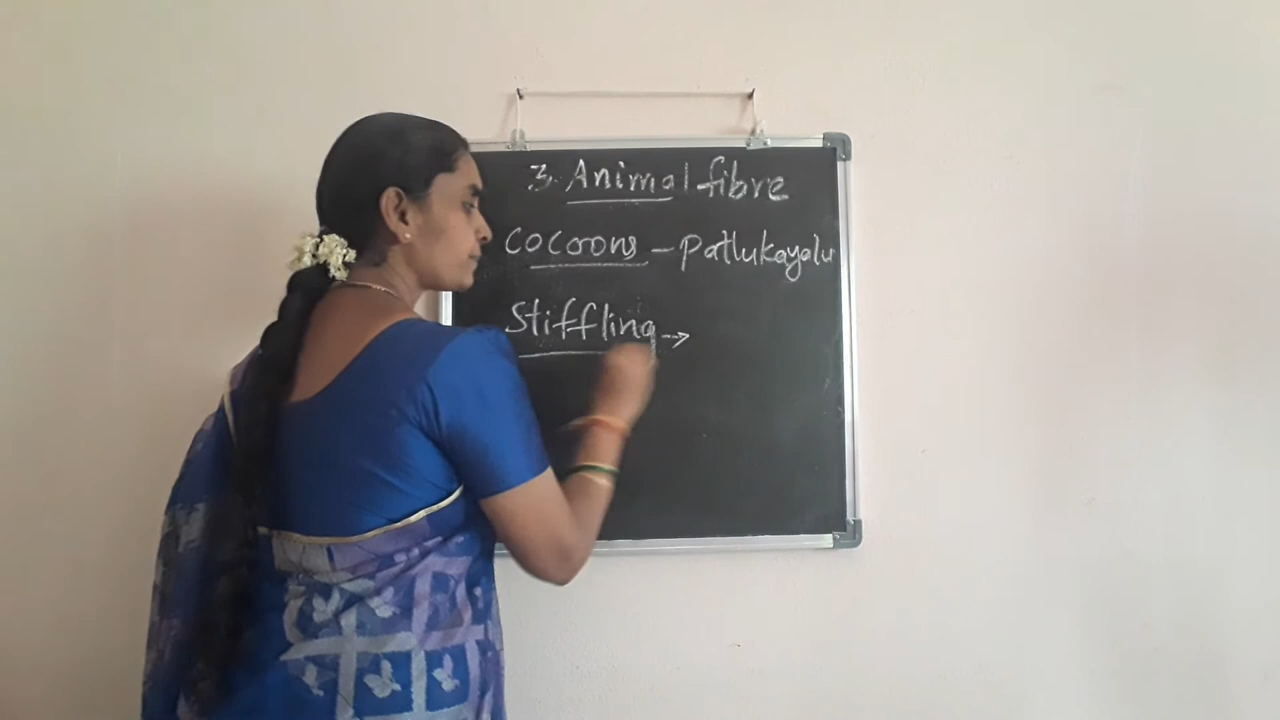 3. Animal fibre
Cocoons - Patlukayalu
Stiffling →